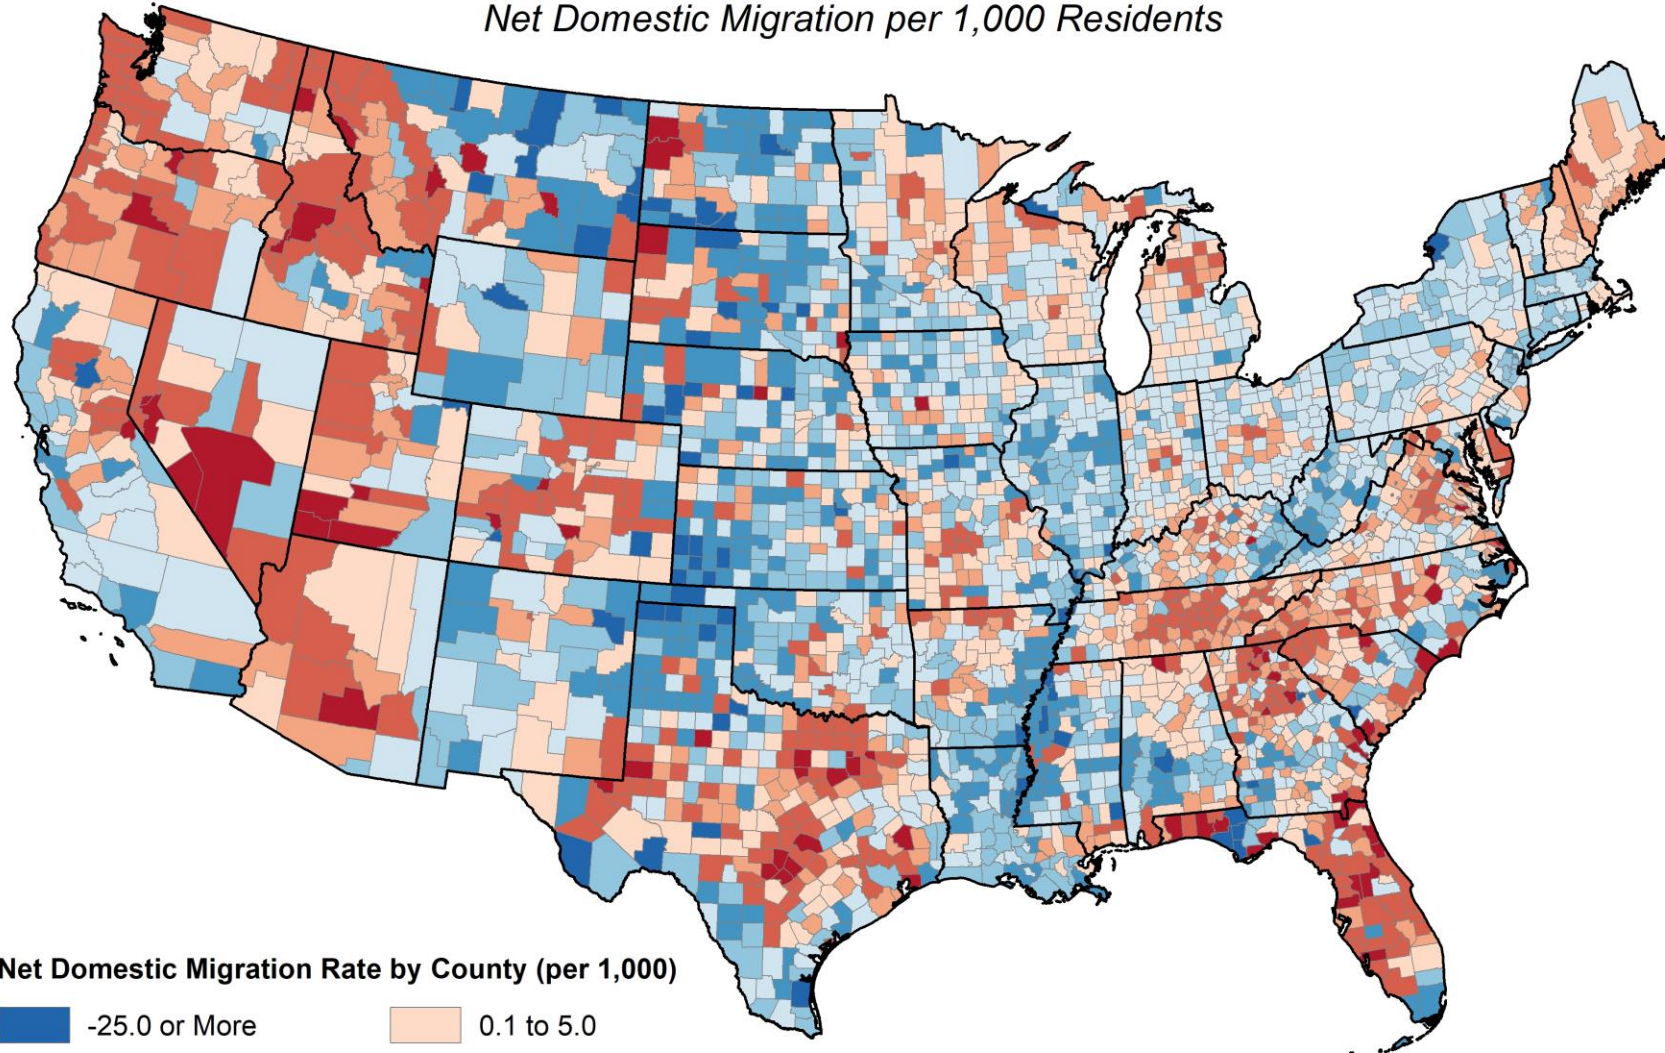 Net Domestic Migration per 1,000 Residents
Net Domestic Migration Rate by County (per 1,000)
-25.0 or More
0.1 to 5.0